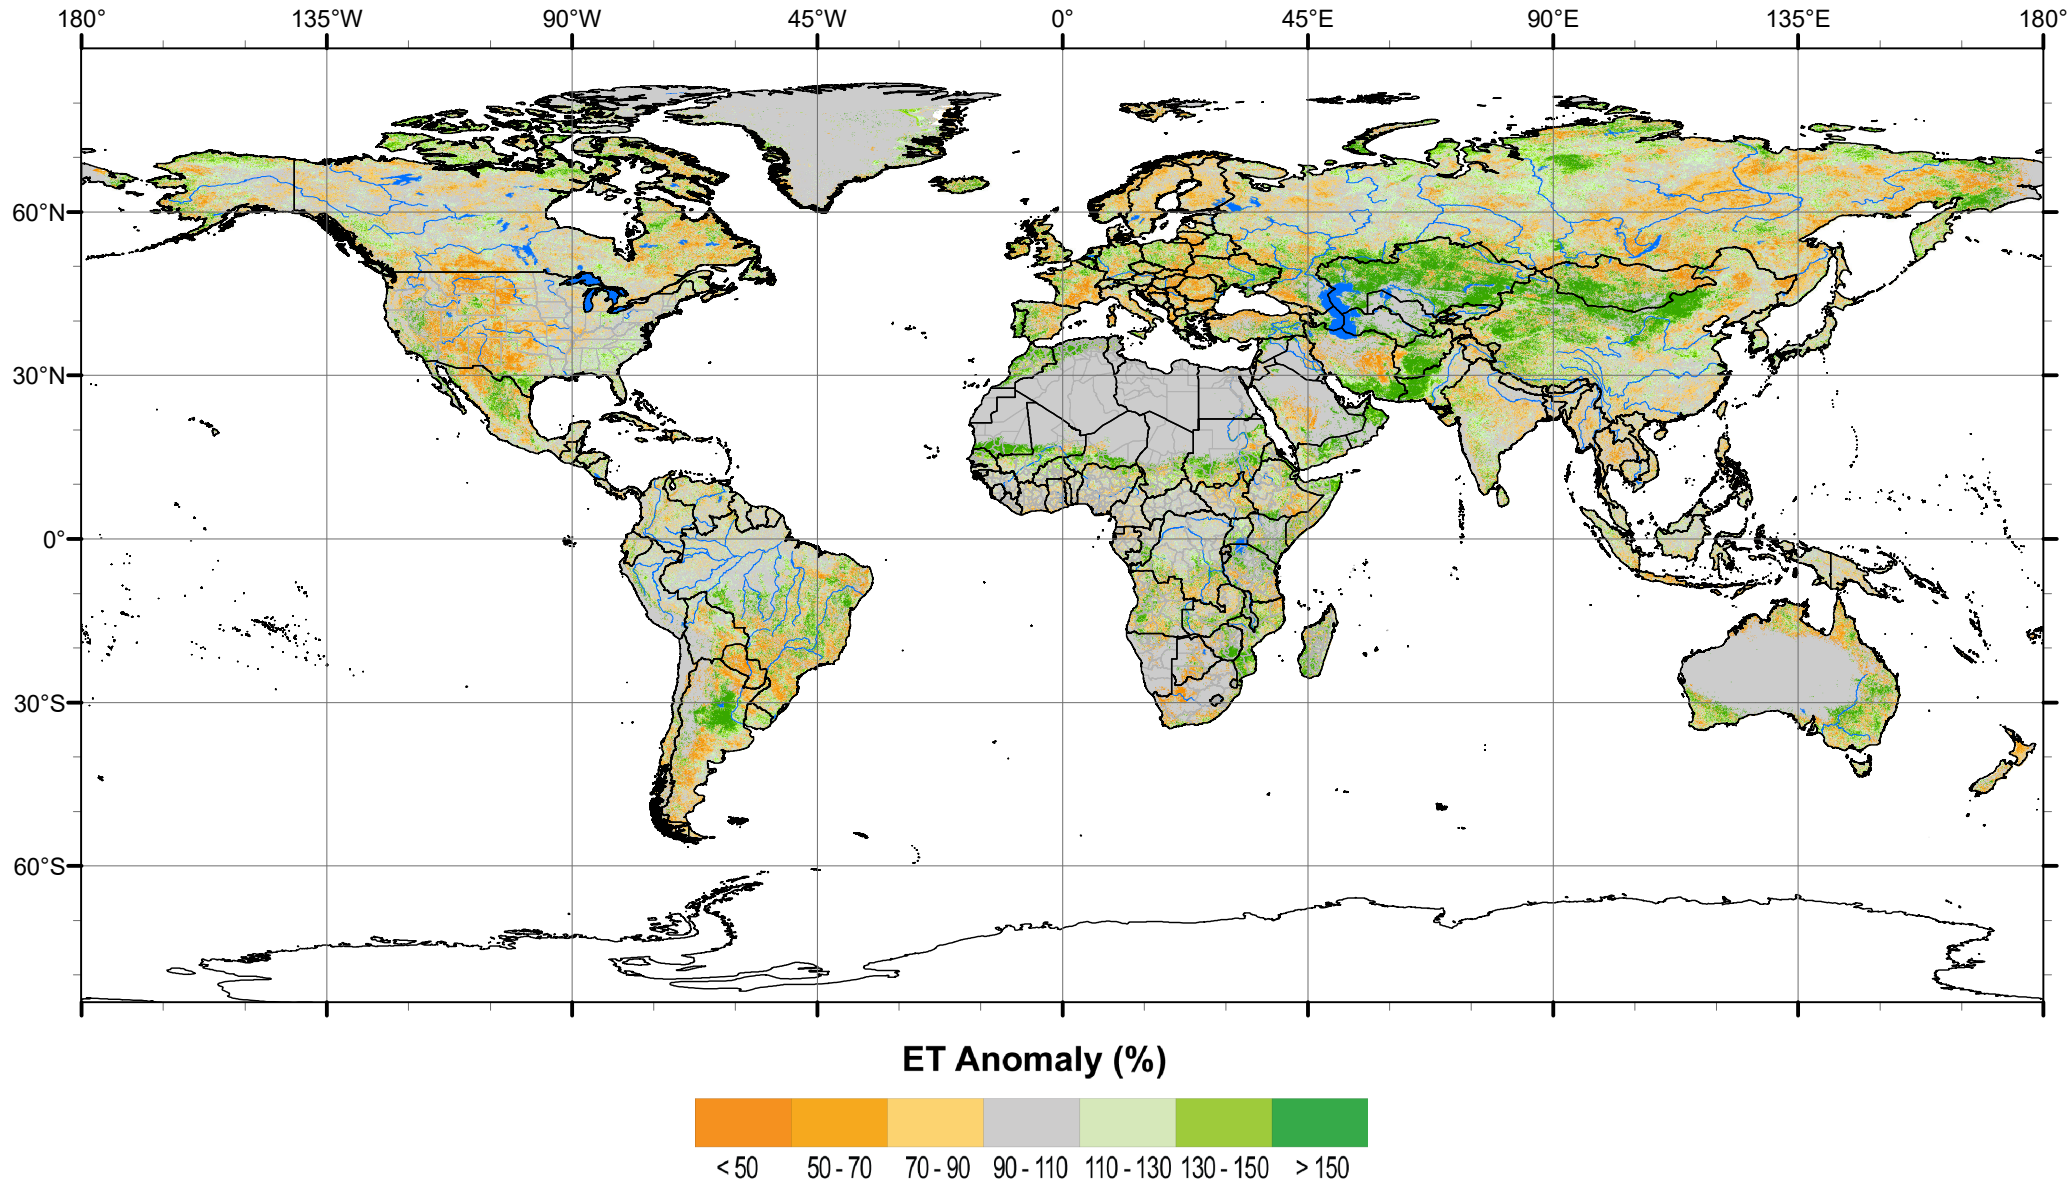 180° 135°W 90°W 45°W 0° 45°E 90°E 135°E 180°
60°N
30°N
0°
30°S
60°S
ET Anomaly (%)
< 50 50 - 70 70 - 90 90 - 110 110 - 130 130 - 150 > 150